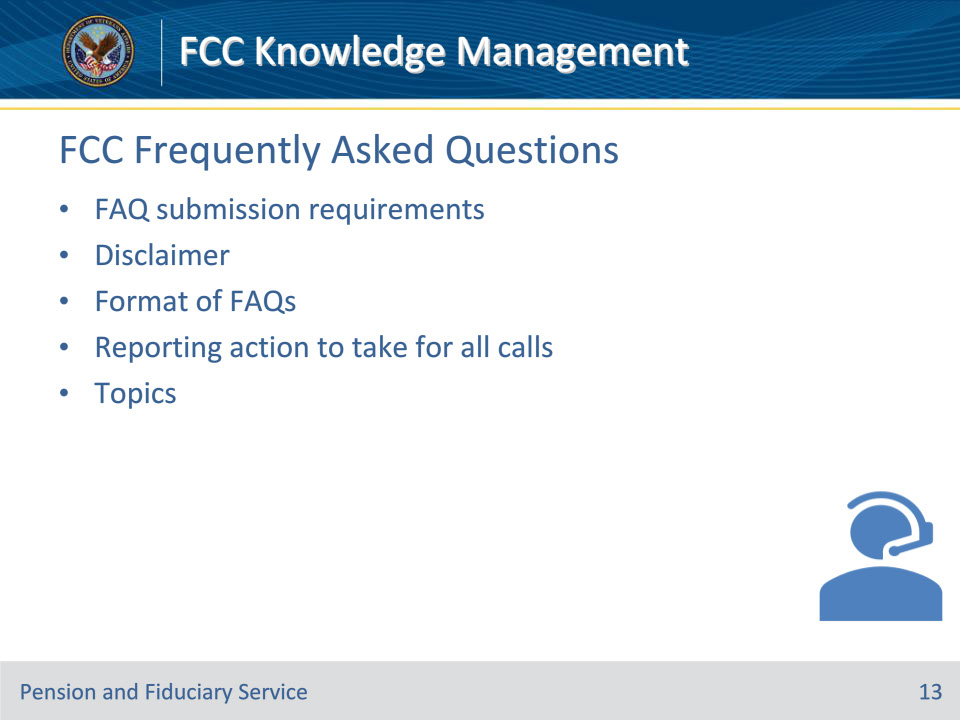 FCC Knowledge Management
FCC Frequently Asked Questions
• FAQ submission requirements
• Disclaimer
• Format of FAQs
• Reporting action to take for all calls
• Topics
Pension and Fiduciary Service
13